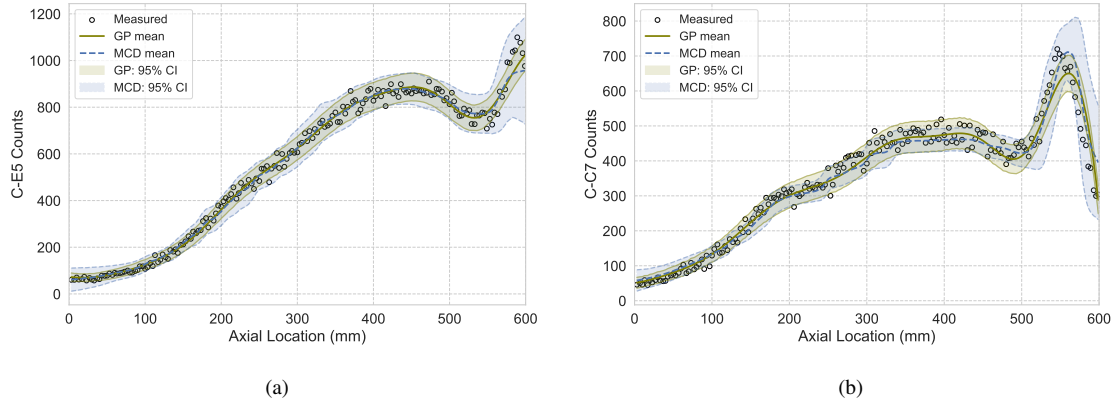 Measured
GP mean
MCD mean
GP: 95% CI
MCD: 95% CI
1200
1000
800
600
400
200
0
C-E5 Counts
0 100 200 300 400 500 600
Axial Location (mm)
(a)
Measured
GP mean
MCD mean
GP: 95% CI
MCD: 95% CI
800
700
600
500
400
300
200
100
0
C-C7 Counts
0 100 200 300 400 500 600
Axial Location (mm)
(b)